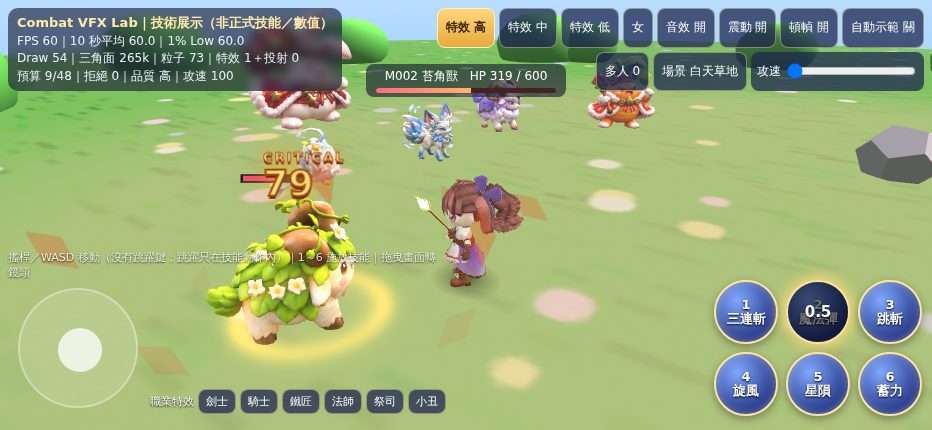 Combat VFX Lab｜技術展示（非正式技能／數值）
FPS 60｜10 秒平均 60.0｜1% Low 60.0
Draw 54｜三角面 265k｜粒子 73｜特效 1＋投射 0
預算 9/48｜拒絕 0｜品質 高｜攻速 100
特效 高
特效 中
特效 低
女
音效 開
震動 開
頓幀 開
自動示範 關
多人 0
場景 白天草地
攻速
M002 苔角獸 HP 319 / 600
CRITICAL
79
搖桿／WASD 移動（沒有跳躍鍵；跳躍只在技能動作內）｜1～6 施放技能｜拖曳畫面轉
鏡頭
1
三連斬
2
魔法彈
0.5
3
跳斬
4
旋風
5
星隕
6
蓄力
職業特效
劍士
騎士
鐵匠
法師
祭司
小丑